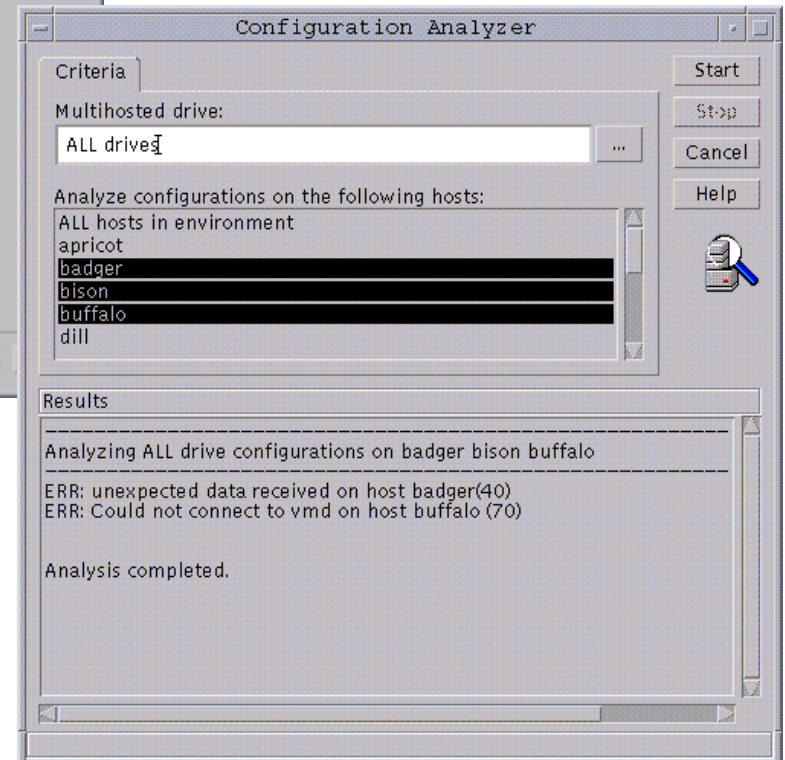 Configuration Analyzer
Criteria
Start
Multihosted drive:
Stop
ALL drives
...
Cancel
Analyze configurations on the following hosts:
Help
ALL hosts in environment
apricot
badger
bison
buffalo
dill
Results
Analyzing ALL drive configurations on badger bison buffalo
ERR: unexpected data received on host badger(40)
ERR: Could not connect to vmd on host buffalo (70)
Analysis completed.